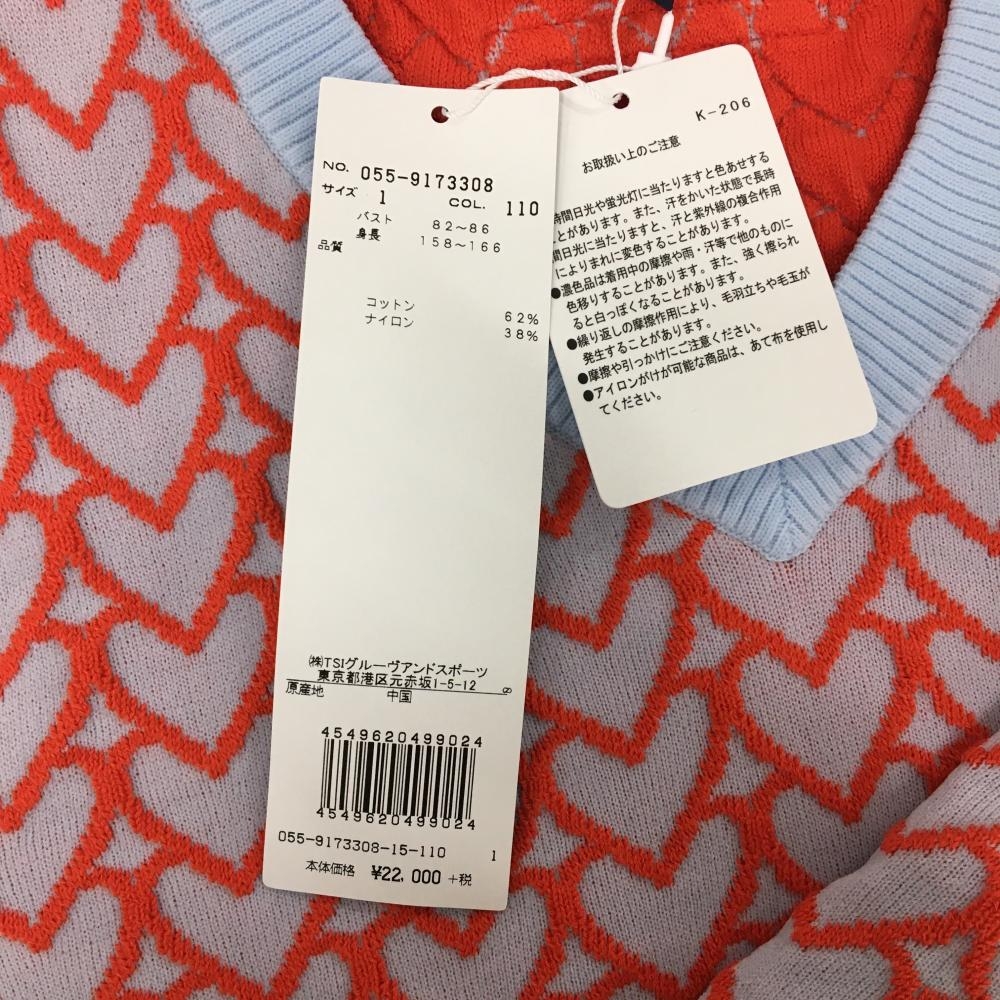 NO. 055-9173308
サイズ 1 COL. 110
バスト 82~86
身長 158~166
品質
コットン 62%
ナイロン 38%
㈱TSIグルーヴアンドスポーツ
東京都港区元赤坂1-5-12
原産地 中国
4549620499024
4549620499024
055-9173308-15-110 1
本体価格 ¥22,000 +税
K-206
お取扱い上のご注意
時間日光や蛍光灯に当たりますと色あせする
ことがあります。また、汗をかいた状態で長時
間日光に当たりますと、汗と紫外線の複合作用
によりまれに変色することがあります。
●濃色品は着用中の摩擦や雨・汗等で他のものに
色移りすることがあります。また、強く擦られ
ると白っぽくなることがあります。
●繰り返しの摩擦作用により、毛羽立ちや毛玉が
発生することがあります。
●摩擦や引っかけにご注意ください。
●アイロンがけが可能な商品は、あて布を使用し
てください。